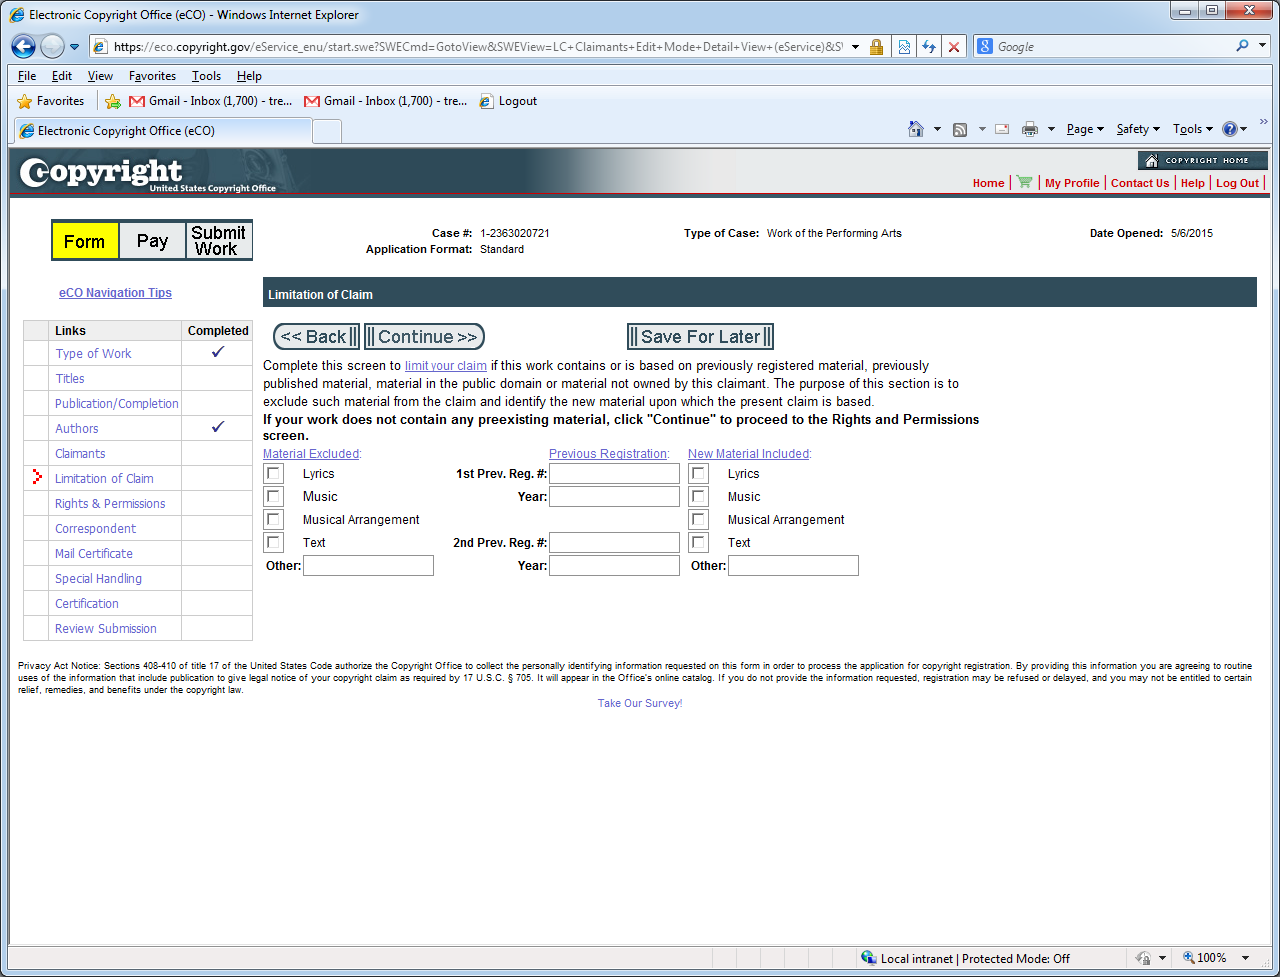 Electronic Copyright Office (eCO) - Windows Internet Explorer
https://eco.copyright.gov/eService_enu/start.swe?SWECmd=GotoView&SWEView=LC+Claimants+Edit+Mode+Detail+View+(eService)&S
Google
File Edit View Favorites Tools Help
Favorites Gmail - Inbox (1,700) - tre... Gmail - Inbox (1,700) - tre... Logout
Electronic Copyright Office (eCO)
Page Safety Tools
Copyright
United States Copyright Office
COPYRIGHT HOME
Home | | My Profile | Contact Us | Help | Log Out |
Form Pay Submit Work
Case #: 1-2363020721 Type of Case: Work of the Performing Arts Date Opened: 5/6/2015
Application Format: Standard
eCO Navigation Tips
Links Completed
Type of Work
Titles
Publication/Completion
Authors
Claimants
Limitation of Claim
Rights & Permissions
Correspondent
Mail Certificate
Special Handling
Certification
Review Submission
Limitation of Claim
<< Back Continue >> Save For Later
Complete this screen to limit your claim if this work contains or is based on previously registered material, previously
published material, material in the public domain or material not owned by this claimant. The purpose of this section is to
exclude such material from the claim and identify the new material upon which the present claim is based.
If your work does not contain any preexisting material, click "Continue" to proceed to the Rights and Permissions
screen.
Material Excluded: Previous Registration: New Material Included:
Lyrics 1st Prev. Reg. #: Lyrics
Music Year: Music
Musical Arrangement Musical Arrangement
Text 2nd Prev. Reg. #: Text
Other: Year: Other:
Privacy Act Notice: Sections 408-410 of title 17 of the United States Code authorize the Copyright Office to collect the personally identifying information requested on this form in order to process the application for copyright registration. By providing this information you are agreeing to routine
uses of the information that include publication to give legal notice of your copyright claim as required by 17 U.S.C. § 705. It will appear in the Office's online catalog. If you do not provide the information requested, registration may be refused or delayed, and you may not be entitled to certain
relief, remedies, and benefits under the copyright law.
Take Our Survey!
Local intranet | Protected Mode: Off
100%